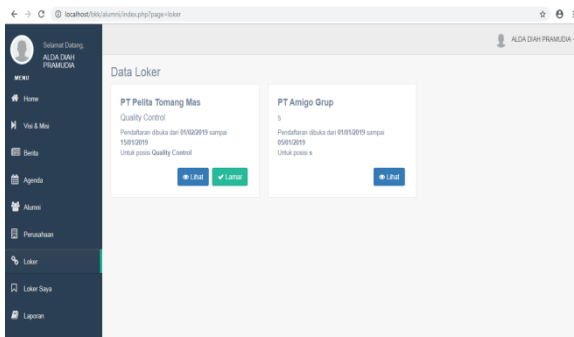 localhost/bkk/alumni/index.php?page=loker
Selamat Datang,
ALDA DIAH
PRAMUDIA
ALDA DIAH PRAMUDIA
MENU
Home
Visi & Misi
Berita
Agenda
Alumni
Perusahaan
Loker
Loker Saya
Laporan
Data Loker
PT Pelita Tomang Mas
Quality Control
Pendaftaran dibuka dari 01/02/2019 sampai
15/01/2019
Untuk posisi Quality Control
Lihat
Lamar
PT Amigo Grup
s
Pendaftaran dibuka dari 01/01/2019 sampai
05/01/2019
Untuk posisi s
Lihat